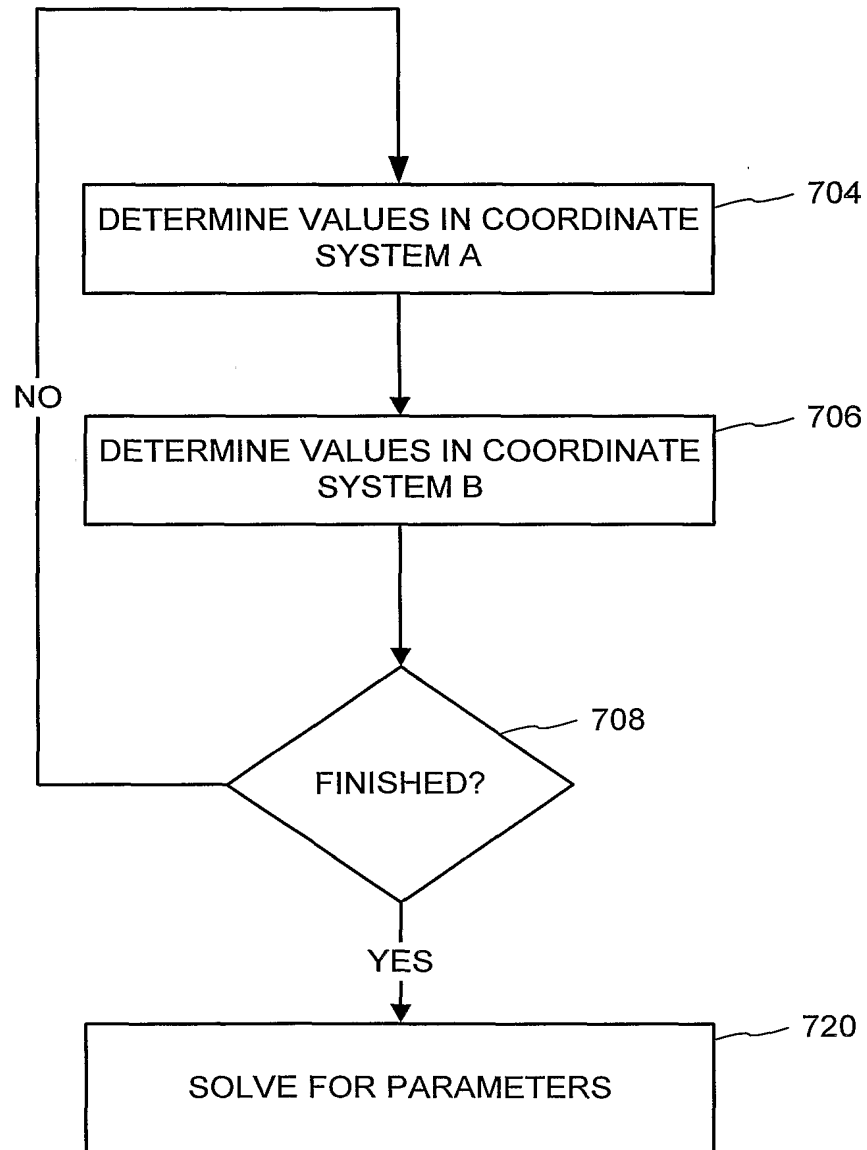 DETERMINE VALUES IN COORDINATE
SYSTEM A
704
NO
DETERMINE VALUES IN COORDINATE
SYSTEM B
706
FINISHED?
708
YES
SOLVE FOR PARAMETERS
720